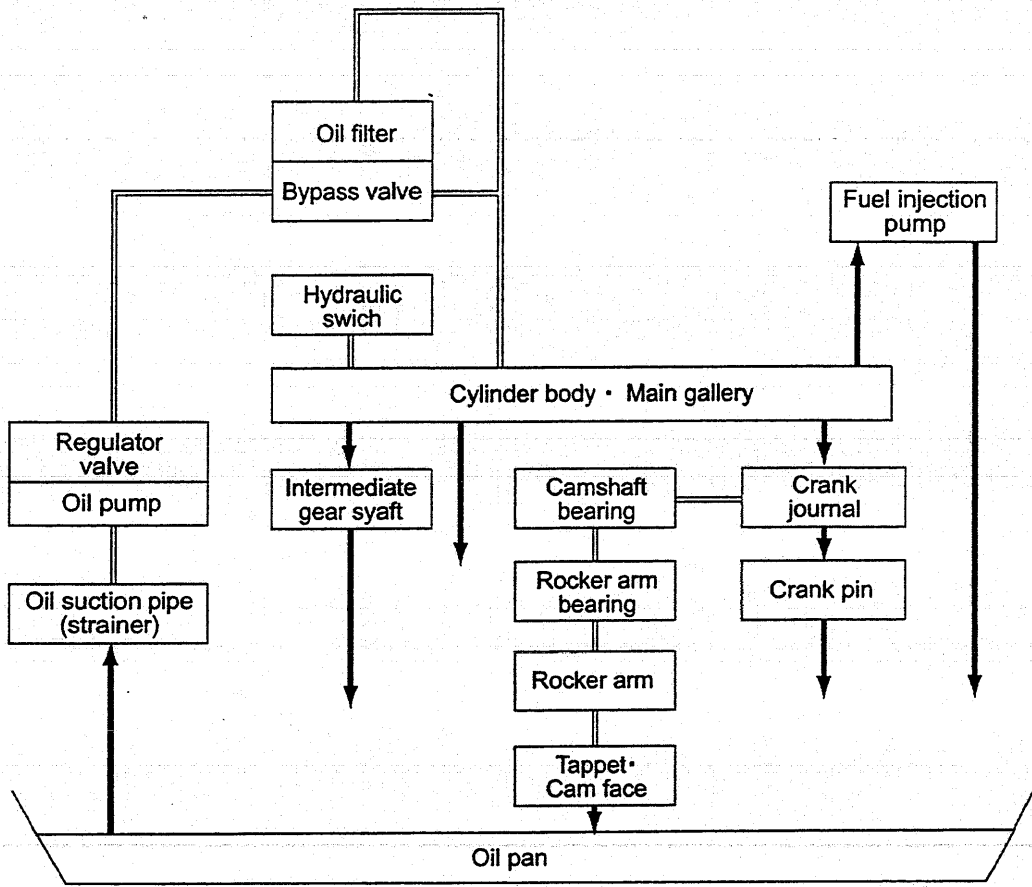 Oil filter
Bypass valve
Fuel injection
pump
Hydraulic
swich
Cylinder body・ Main gallery
Regulator
valve
Oil pump
Intermediate
gear syaft
Camshaft
bearing
Crank
journal
Oil suction pipe
(strainer)
Rocker arm
bearing
Crank pin
Rocker arm
Tappet・
Cam face
Oil pan